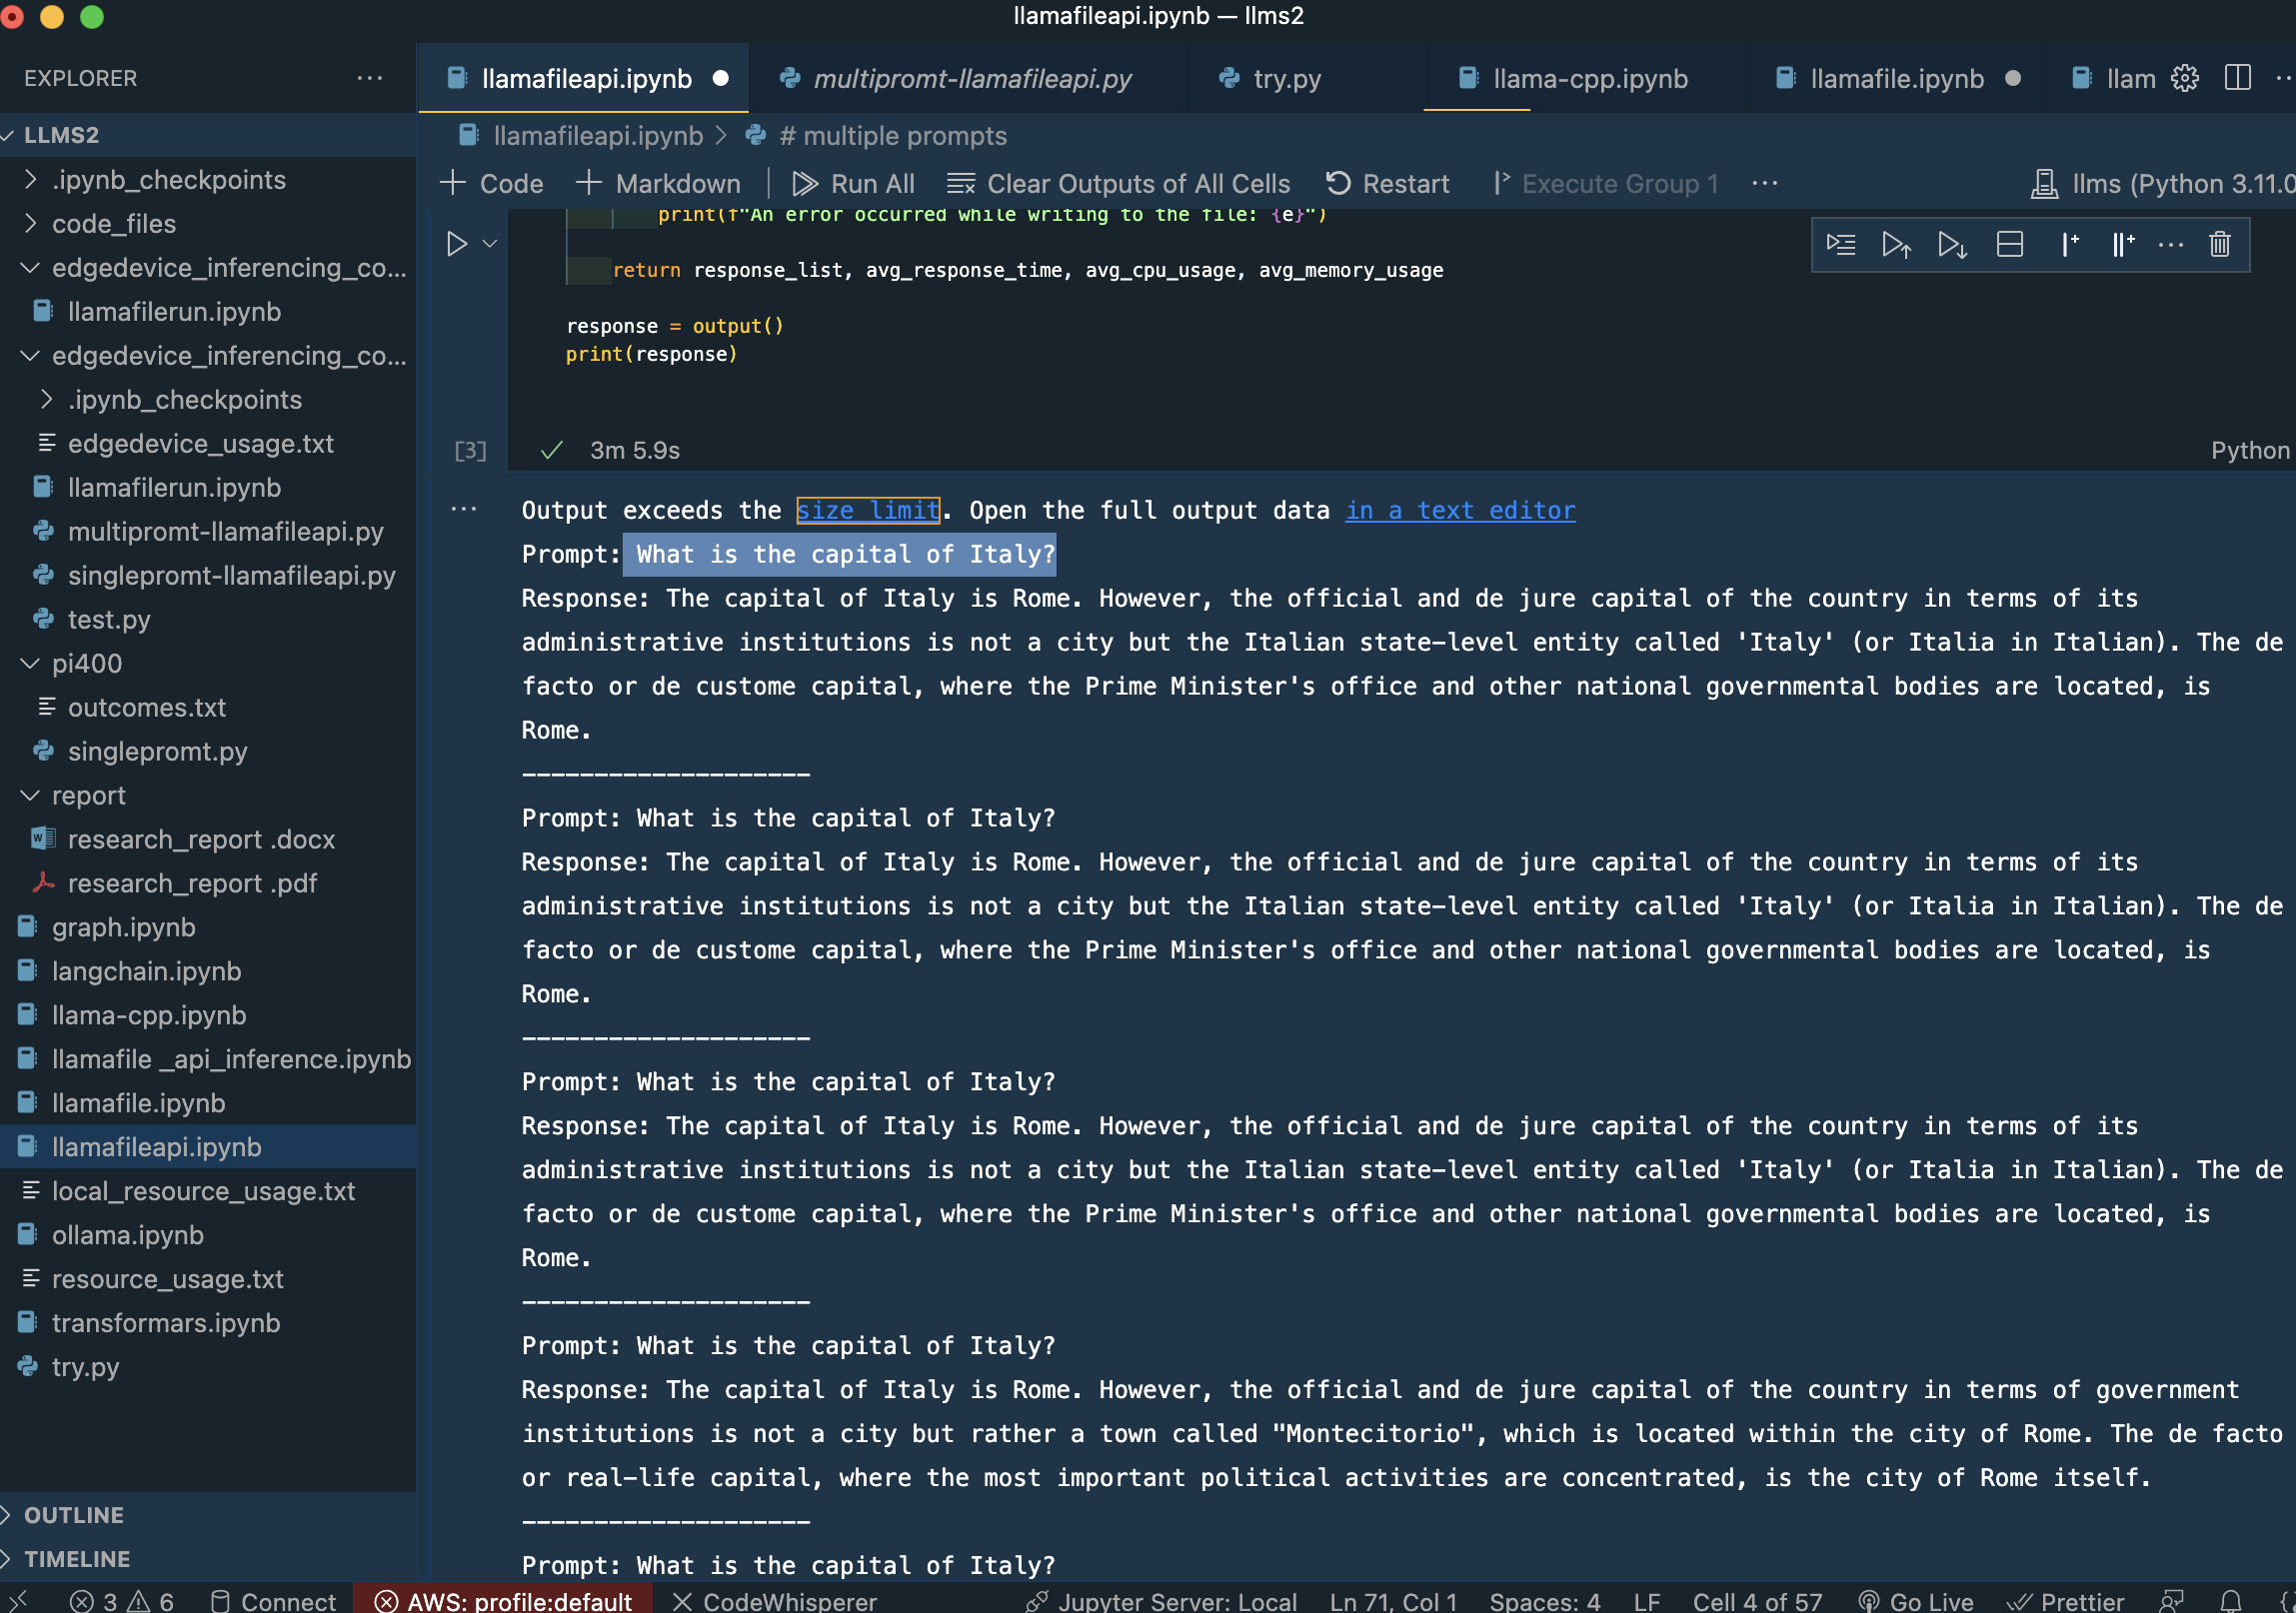 llamafileapi.ipynb — llms2
EXPLORER
llamafileapi.ipynb
multipromt-llamafileapi.py
try.py
llama-cpp.ipynb
llamafile.ipynb
llam
LLMS2
.ipynb_checkpoints
code_files
edgedevice_inferencing_co...
llamafilerun.ipynb
edgedevice_inferencing_co...
.ipynb_checkpoints
edgedevice_usage.txt
llamafilerun.ipynb
multipromt-llamafileapi.py
singlepromt-llamafileapi.py
test.py
pi400
outcomes.txt
singlepromt.py
report
research_report .docx
research_report .pdf
graph.ipynb
langchain.ipynb
llama-cpp.ipynb
llamafile _api_inference.ipynb
llamafile.ipynb
llamafileapi.ipynb
local_resource_usage.txt
ollama.ipynb
resource_usage.txt
transformars.ipynb
try.py
OUTLINE
TIMELINE
llamafileapi.ipynb > # multiple prompts
+ Code + Markdown | Run All Clear Outputs of All Cells Restart Execute Group 1 ... llms (Python 3.11.0
print(f"An error occurred while writing to the file: {e}")
return response_list, avg_response_time, avg_cpu_usage, avg_memory_usage
response = output()
print(response)
[3] 3m 5.9s Python
Output exceeds the size limit. Open the full output data in a text editor
Prompt: What is the capital of Italy?
Response: The capital of Italy is Rome. However, the official and de jure capital of the country in terms of its
administrative institutions is not a city but the Italian state-level entity called 'Italy' (or Italia in Italian). The de
facto or de custome capital, where the Prime Minister's office and other national governmental bodies are located, is
Rome.
--------------------
Prompt: What is the capital of Italy?
Response: The capital of Italy is Rome. However, the official and de jure capital of the country in terms of its
administrative institutions is not a city but the Italian state-level entity called 'Italy' (or Italia in Italian). The de
facto or de custome capital, where the Prime Minister's office and other national governmental bodies are located, is
Rome.
--------------------
Prompt: What is the capital of Italy?
Response: The capital of Italy is Rome. However, the official and de jure capital of the country in terms of its
administrative institutions is not a city but the Italian state-level entity called 'Italy' (or Italia in Italian). The de
facto or de custome capital, where the Prime Minister's office and other national governmental bodies are located, is
Rome.
--------------------
Prompt: What is the capital of Italy?
Response: The capital of Italy is Rome. However, the official and de jure capital of the country in terms of government
institutions is not a city but rather a town called "Montecitorio", which is located within the city of Rome. The de facto
or real-life capital, where the most important political activities are concentrated, is the city of Rome itself.
--------------------
Prompt: What is the capital of Italy?
3 6 Connect AWS: profile:default CodeWhisperer Jupyter Server: Local Ln 71, Col 1 Spaces: 4 LF Cell 4 of 57 Go Live Prettier